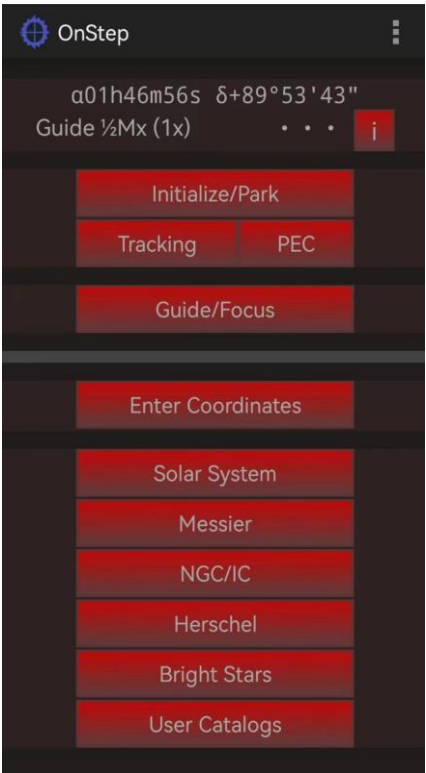 OnStep
α01h46m56s δ+89°53'43"
Guide ½Mx (1x) · · · i
Initialize/Park
Tracking PEC
Guide/Focus
Enter Coordinates
Solar System
Messier
NGC/IC
Herschel
Bright Stars
User Catalogs